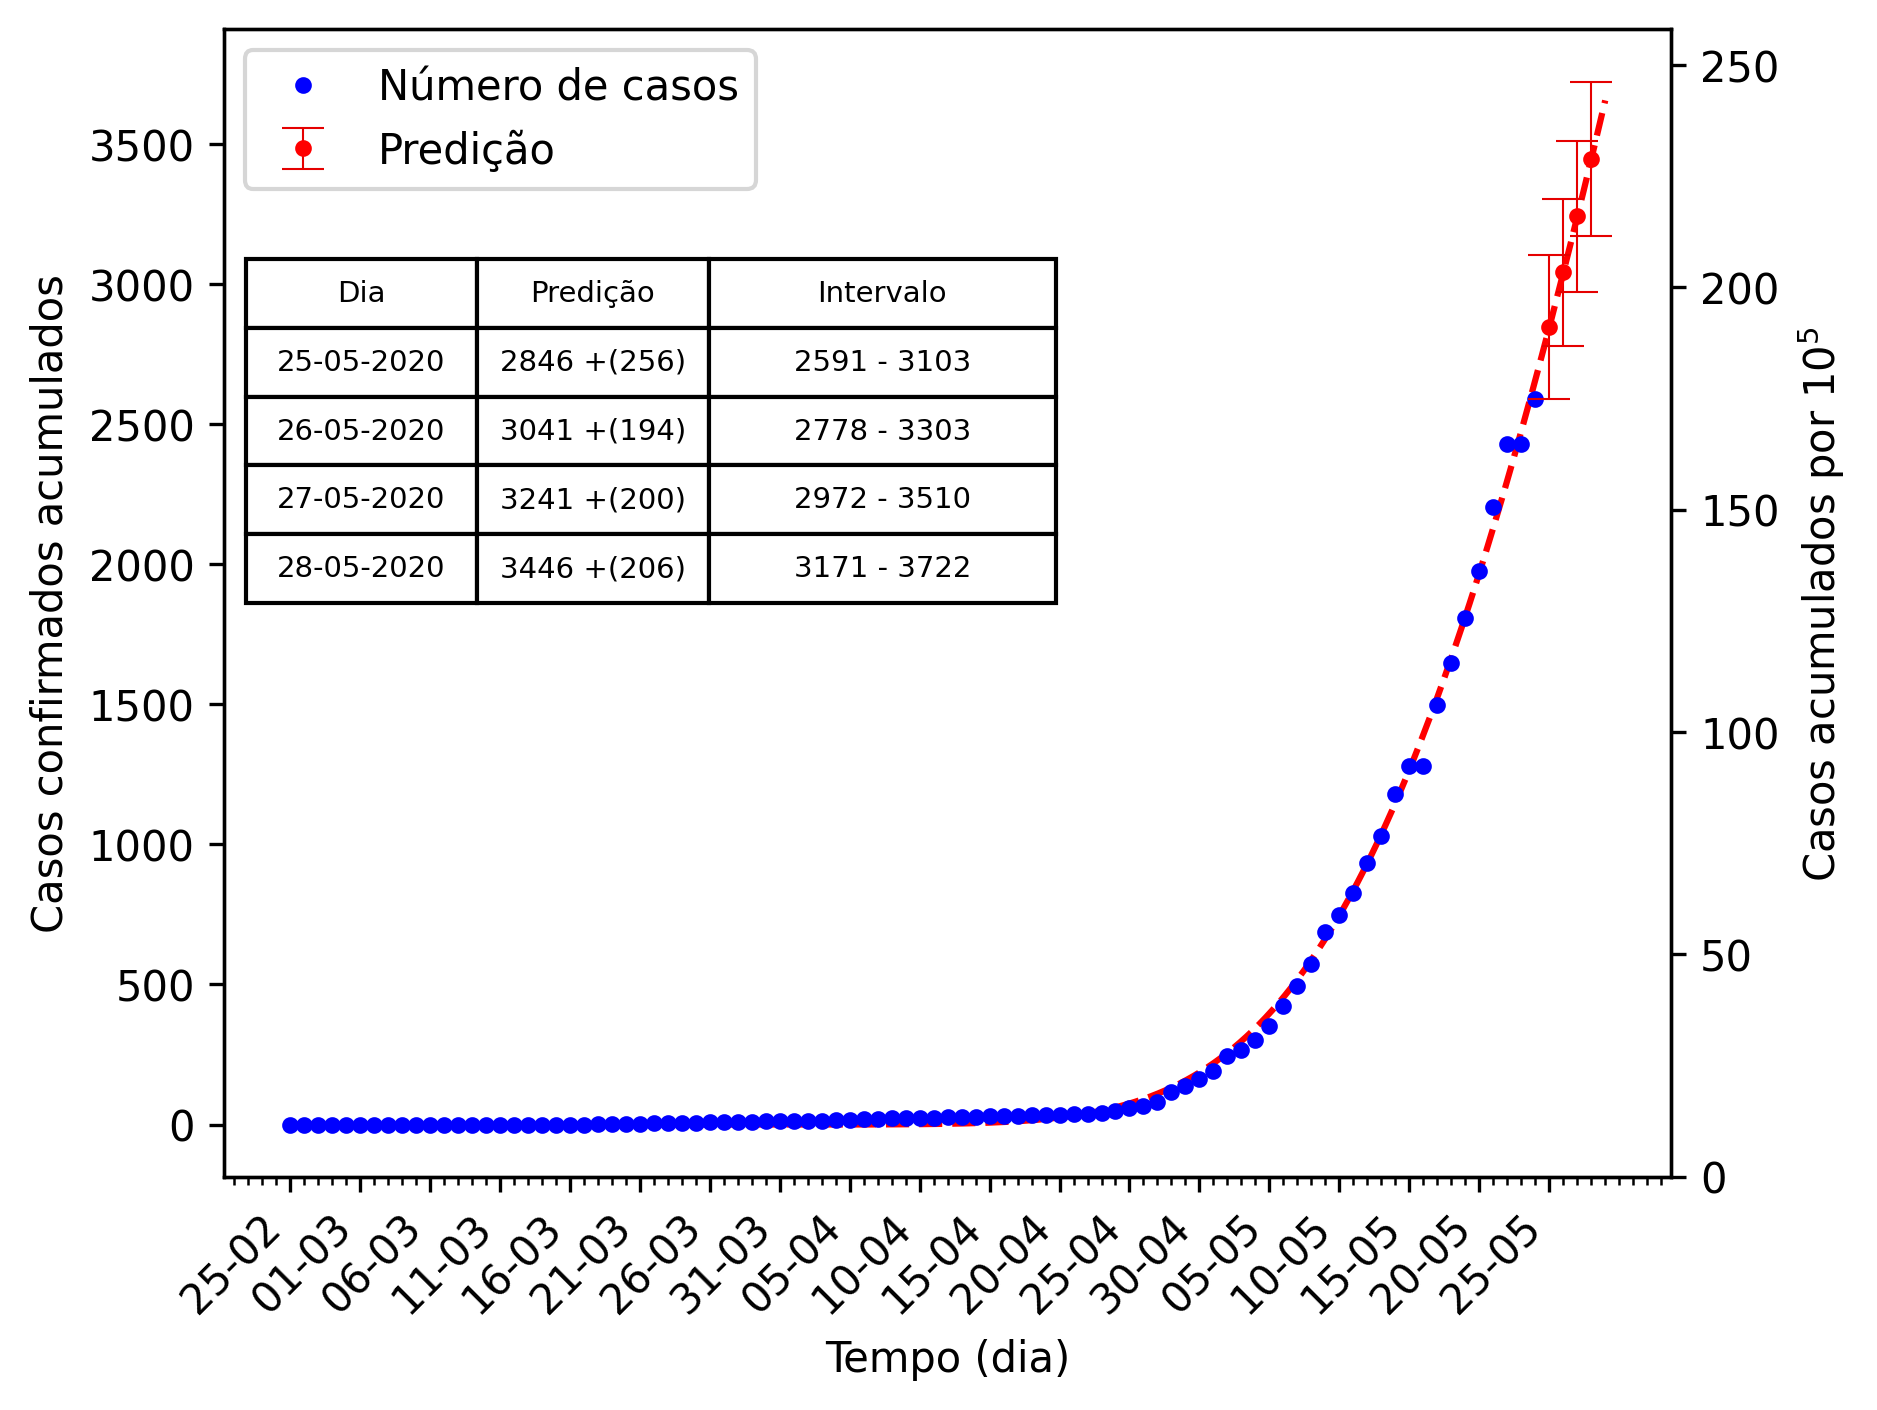 Número de casos
Predição
Casos confirmados acumulados
3500
3000
2500
2000
1500
1000
500
0
Dia Predição Intervalo
25-05-2020 2846 +(256) 2591 - 3103
26-05-2020 3041 +(194) 2778 - 3303
27-05-2020 3241 +(200) 2972 - 3510
28-05-2020 3446 +(206) 3171 - 3722
250
200
150
100
50
0
Casos acumulados por 10⁵
25-02 01-03 06-03 11-03 16-03 21-03 26-03 31-03 05-04 10-04 15-04 20-04 25-04 30-04 05-05 10-05 15-05 20-05 25-05
Tempo (dia)